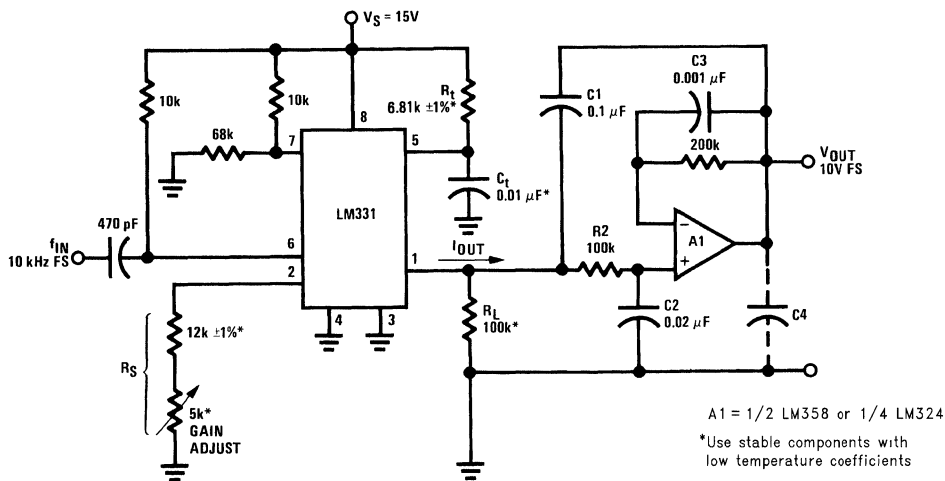 V_S = 15V
10k
10k
R_t
6.81k ±1%*
C1
0.1 µF
C3
0.001 µF
200k
V_OUT
10V FS
68k
7
8
5
C_t
0.01 µF*
LM331
470 pF
f_IN
10 kHz FS
6
2
1
I_OUT
R2
100k
−
A1
+
4
3
R_L
100k*
C2
0.02 µF
C4
R_S
12k ±1%*
5k*
GAIN
ADJUST
A1 = 1/2 LM358 or 1/4 LM324
*Use stable components with
low temperature coefficients